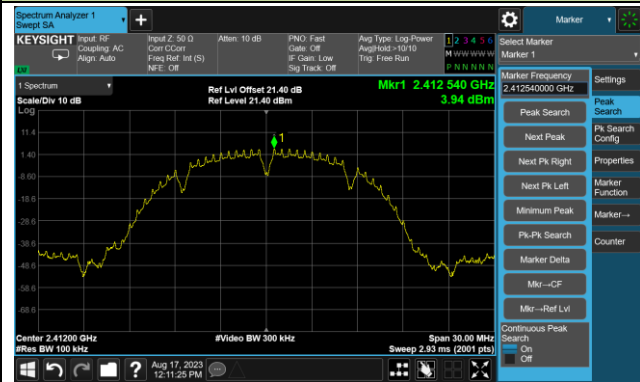 Spectrum Analyzer 1
Swept SA
Marker
KEYSIGHT
Input: RF
Coupling: AC
Align: Auto
Input Z: 50 Ω
Corr CCorr
Freq Ref: Int (S)
NFE: Off
Atten: 10 dB
PNO: Fast
Gate: Off
IF Gain: Low
Sig Track: Off
Avg Type: Log-Power
Avg|Hold:>10/10
Trig: Free Run
1 2 3 4 5 6
M W W W W W
P N N N N N
Select Marker
Marker 1
1 Spectrum
Scale/Div 10 dB
Log
Ref Lvl Offset 21.40 dB
Ref Level 21.40 dBm
Mkr1 2.412 540 GHz
3.94 dBm
11.4
1.40
-8.60
-18.6
-28.6
-38.6
-48.6
-58.6
-68.6
1
Center 2.41200 GHz
#Res BW 100 kHz
#Video BW 300 kHz
Span 30.00 MHz
Sweep 2.93 ms (2001 pts)
Marker Frequency
2.412540000 GHz
Peak Search
Next Peak
Next Pk Right
Next Pk Left
Minimum Peak
Pk-Pk Search
Marker Delta
Mkr→CF
Mkr→Ref Lvl
Continuous Peak
Search
On
Off
Settings
Peak
Search
Pk Search
Config
Properties
Marker
Function
Marker→
Counter
Aug 17, 2023
12:11:25 PM